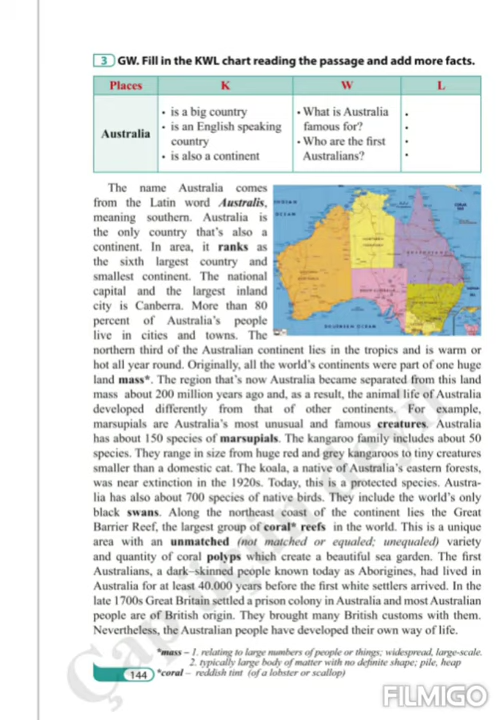 3 GW. Fill in the KWL chart reading the passage and add more facts.
Places K W L
Australia
• is a big country
• is an English speaking
country
• is also a continent
• What is Australia
famous for?
• Who are the first
Australians?
•
•
•
•
The name Australia comes
from the Latin word Australis,
meaning southern. Australia is
the only country that's also a
continent. In area, it ranks as
the sixth largest country and
smallest continent. The national
capital and the largest inland
city is Canberra. More than 80
percent of Australia's people
live in cities and towns. The
INDIAN
OCEAN
northern third of the Australian continent lies in the tropics and is warm or
hot all year round. Originally, all the world's continents were part of one huge
land mass*. The region that's now Australia became separated from this land
mass about 200 million years ago and, as a result, the animal life of Australia
developed differently from that of other continents. For example,
marsupials are Australia's most unusual and famous creatures. Australia
has about 150 species of marsupials. The kangaroo family includes about 50
species. They range in size from huge red and grey kangaroos to tiny creatures
smaller than a domestic cat. The koala, a native of Australia's eastern forests,
was near extinction in the 1920s. Today, this is a protected species. Austra-
lia has also about 700 species of native birds. They include the world's only
black swans. Along the northeast coast of the continent lies the Great
Barrier Reef, the largest group of coral* reefs in the world. This is a unique
area with an unmatched (not matched or equaled; unequaled) variety
and quantity of coral polyps which create a beautiful sea garden. The first
Australians, a dark–skinned people known today as Aborigines, had lived in
Australia for at least 40.000 years before the first white settlers arrived. In the
late 1700s Great Britain settled a prison colony in Australia and most Australian
people are of British origin. They brought many British customs with them.
Nevertheless, the Australian people have developed their own way of life.
*mass – 1. relating to large numbers of people or things; widespread, large-scale.
2. typically large body of matter with no definite shape; pile, heap
144 *coral – reddish tint (of a lobster or scallop)
FILMIGO